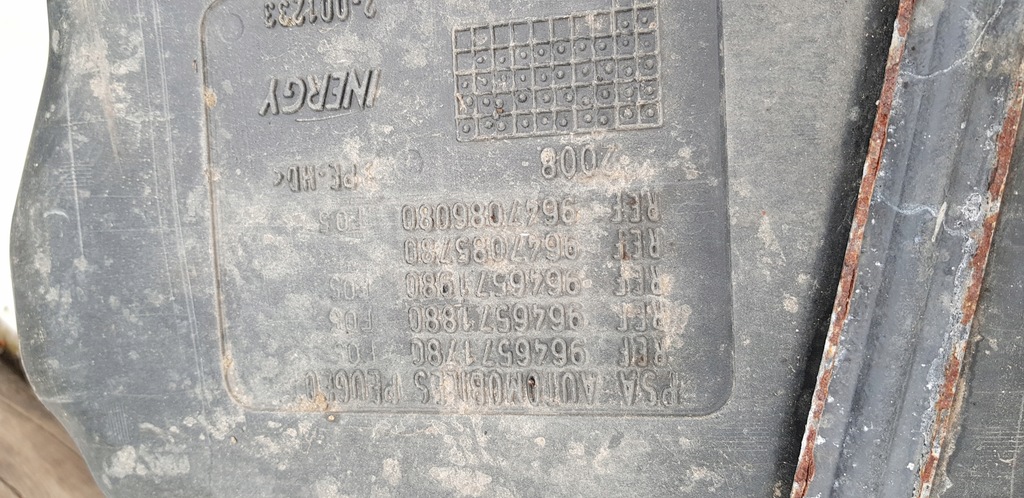 PSA AUTOMOBILES PEUGEO
REF 9646571780 F05
REF 9646571880 F05
REF 9646571980 F05
REF 9647085780
REF 9647086080 F05
2008 >PE-HD<
INERGY
2-001233